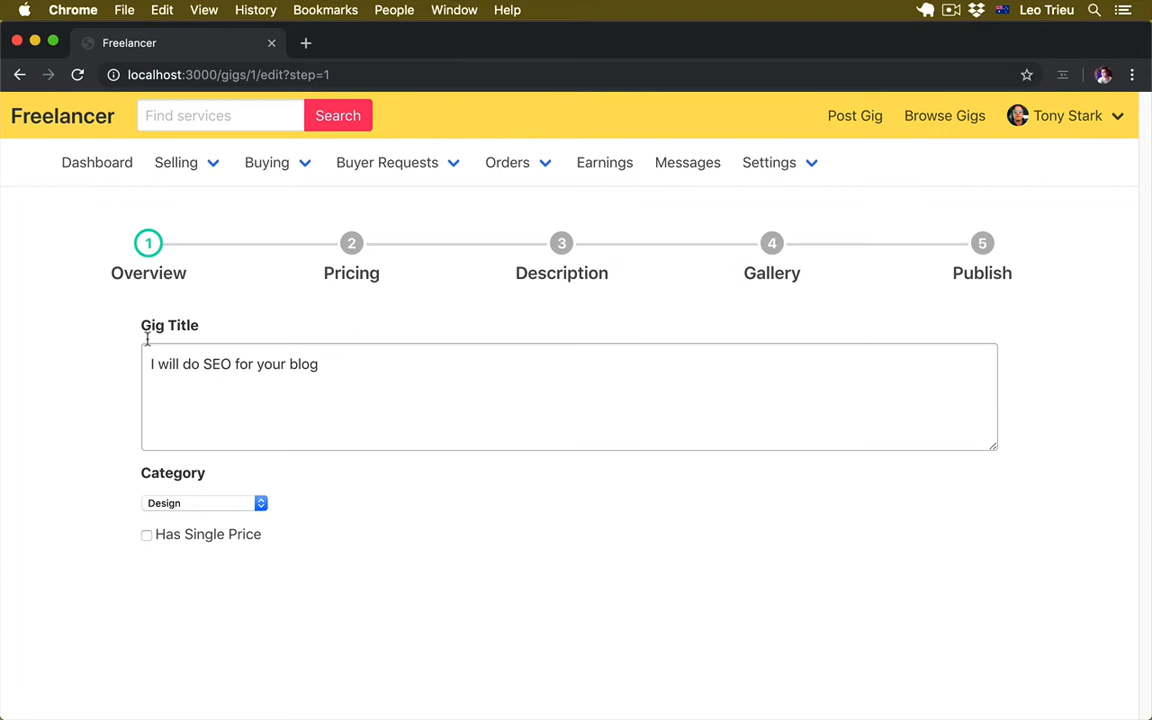 Chrome File Edit View History Bookmarks People Window Help Leo Trieu
Freelancer
localhost:3000/gigs/1/edit?step=1
Freelancer Find services Search Post Gig Browse Gigs Tony Stark
Dashboard Selling Buying Buyer Requests Orders Earnings Messages Settings
1 2 3 4 5
Overview Pricing Description Gallery Publish
Gig Title
I will do SEO for your blog
Category
Design
Has Single Price